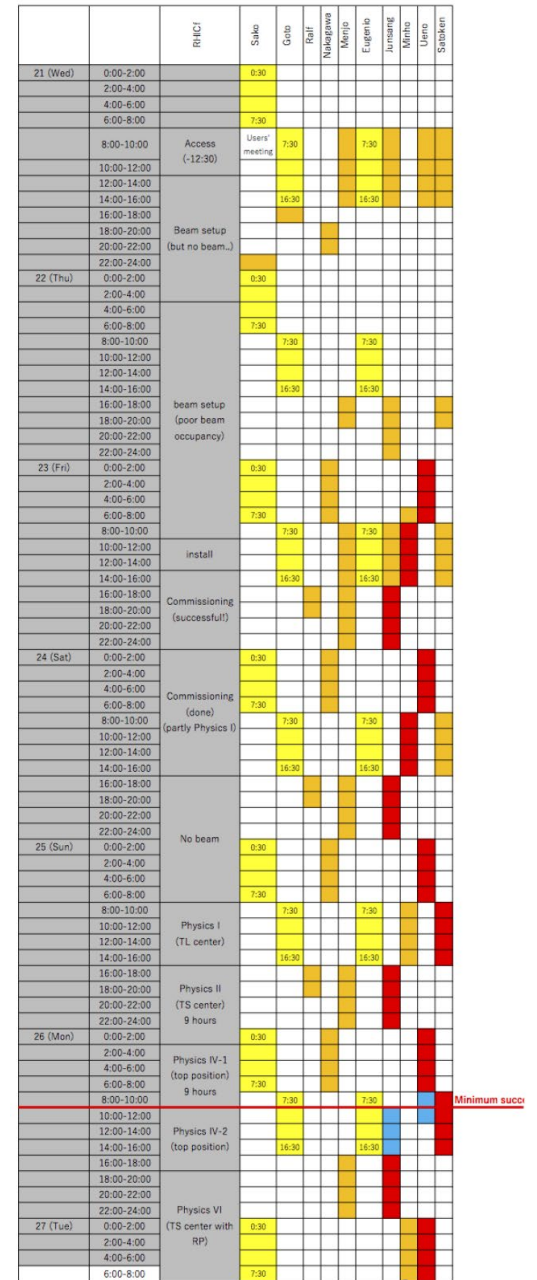 RHICf Sako Goto Ralf Nakagawa Menjo Eugenio Junsang Minho Ueno Satoken
21 (Wed) 0:00-2:00 0:30
2:00-4:00
4:00-6:00
6:00-8:00 7:30
8:00-10:00 Access (-12:30) Users' meeting 7:30 7:30
10:00-12:00
12:00-14:00
14:00-16:00 16:30 16:30
16:00-18:00
18:00-20:00 Beam setup
20:00-22:00 (but no beam..)
22:00-24:00
22 (Thu) 0:00-2:00 0:30
2:00-4:00
4:00-6:00
6:00-8:00 7:30
8:00-10:00 7:30 7:30
10:00-12:00
12:00-14:00
14:00-16:00 16:30 16:30
16:00-18:00 beam setup
18:00-20:00 (poor beam
20:00-22:00 occupancy)
22:00-24:00
23 (Fri) 0:00-2:00 0:30
2:00-4:00
4:00-6:00
6:00-8:00 7:30
8:00-10:00 7:30 7:30
10:00-12:00 install
12:00-14:00
14:00-16:00 16:30 16:30
16:00-18:00 Commissioning
18:00-20:00 (successful!)
20:00-22:00
22:00-24:00
24 (Sat) 0:00-2:00 0:30
2:00-4:00
4:00-6:00 Commissioning
6:00-8:00 (done) 7:30
8:00-10:00 (partly Physics I) 7:30 7:30
10:00-12:00
12:00-14:00
14:00-16:00 16:30 16:30
16:00-18:00
18:00-20:00
20:00-22:00
22:00-24:00 No beam
25 (Sun) 0:00-2:00 0:30
2:00-4:00
4:00-6:00
6:00-8:00 7:30
8:00-10:00 7:30 7:30
10:00-12:00 Physics I
12:00-14:00 (TL center)
14:00-16:00 16:30 16:30
16:00-18:00
18:00-20:00 Physics II
20:00-22:00 (TS center)
22:00-24:00 9 hours
26 (Mon) 0:00-2:00 0:30
2:00-4:00 Physics IV-1
4:00-6:00 (top position)
6:00-8:00 9 hours 7:30
8:00-10:00 7:30 7:30 Minimum succ
10:00-12:00
12:00-14:00 Physics IV-2
14:00-16:00 (top position) 16:30 16:30
16:00-18:00
18:00-20:00
20:00-22:00
22:00-24:00 Physics VI
27 (Tue) 0:00-2:00 (TS center with 0:30
2:00-4:00 RP)
4:00-6:00
6:00-8:00 7:30